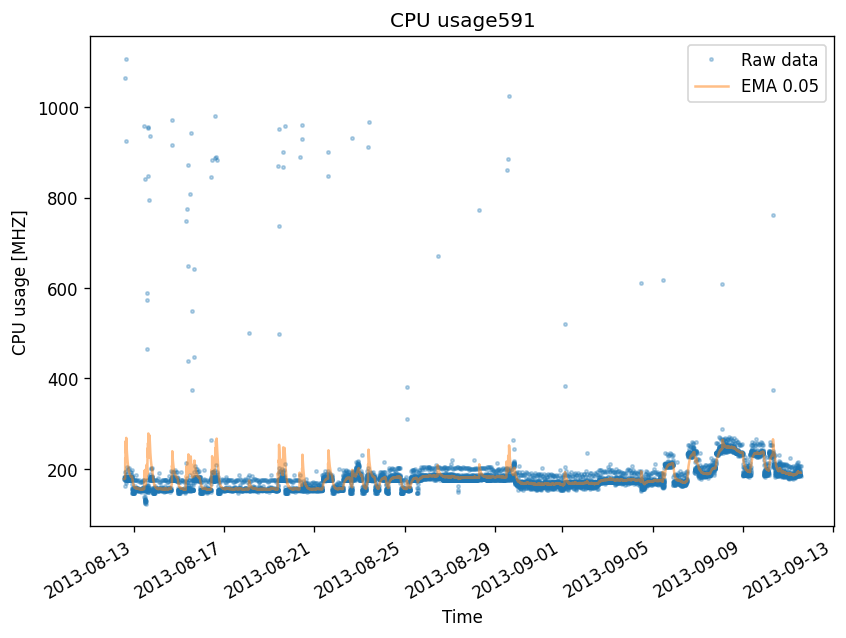 CPU usage591
Raw data
EMA 0.05
CPU usage [MHZ]
1000
800
600
400
200
2013-08-13
2013-08-17
2013-08-21
2013-08-25
2013-08-29
2013-09-01
2013-09-05
2013-09-09
2013-09-13
Time